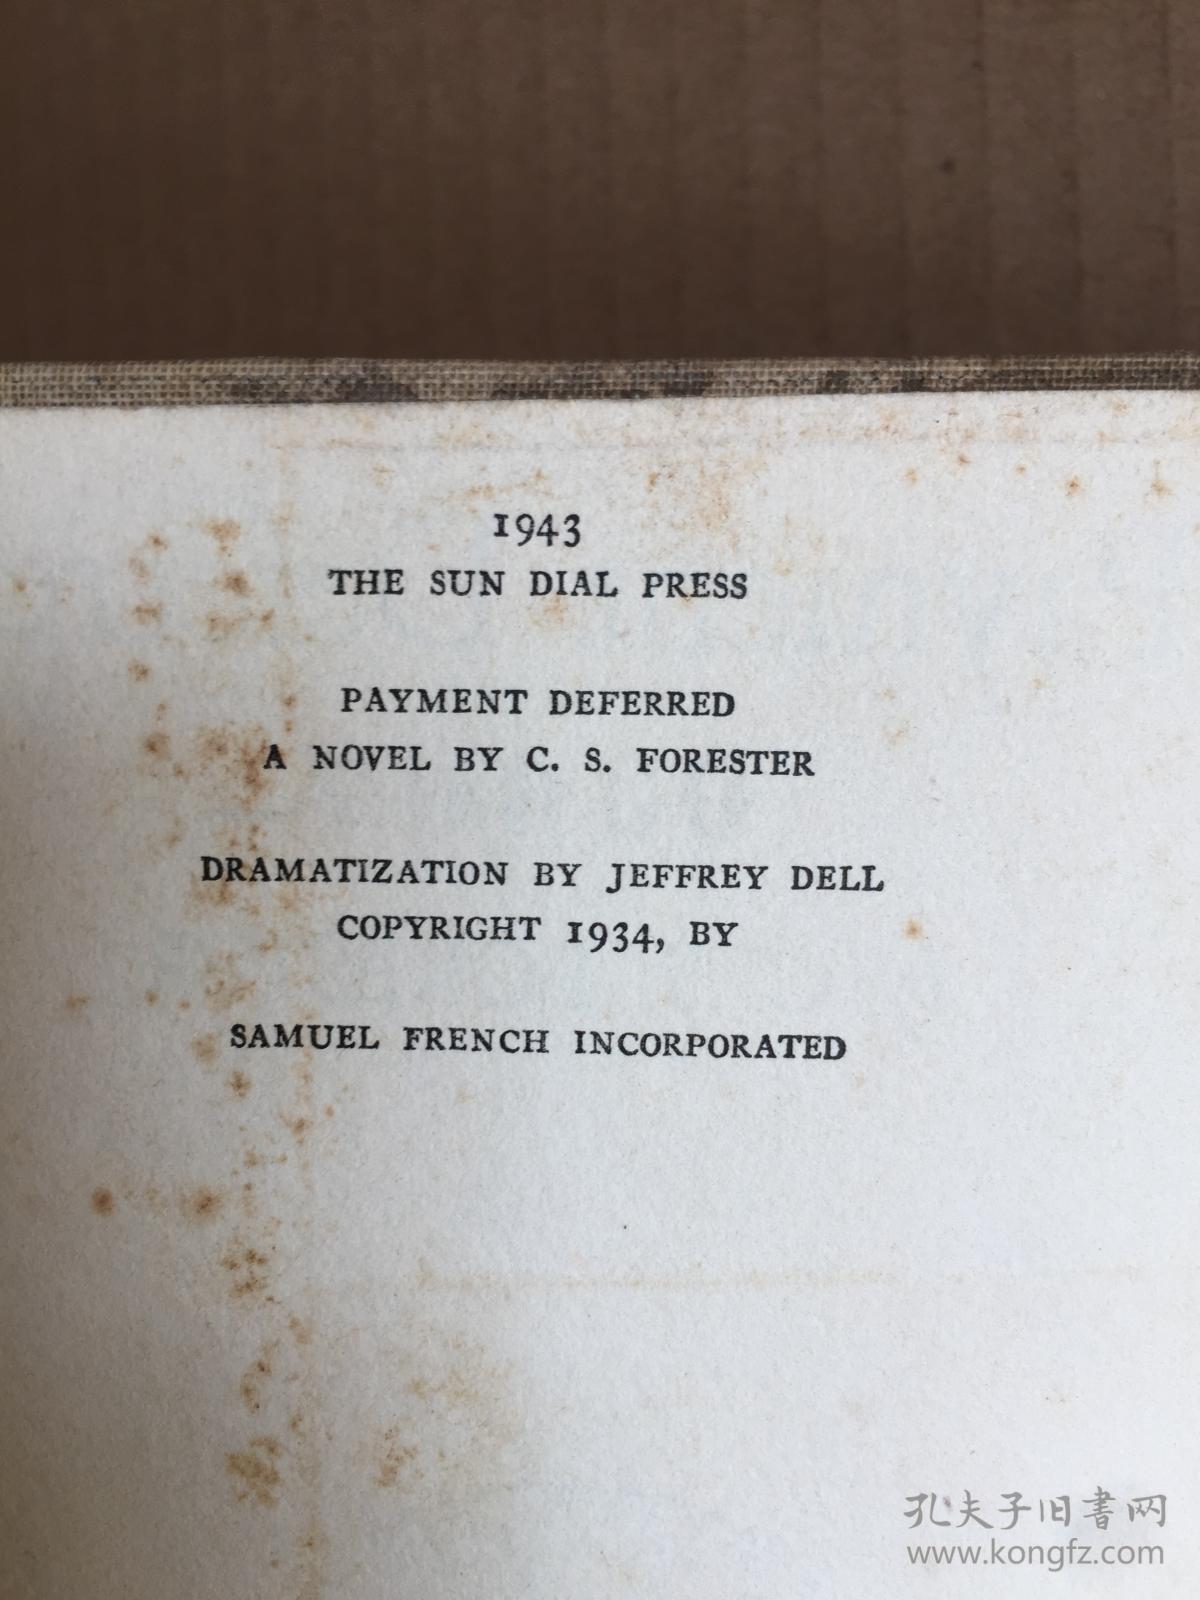 1943
THE SUN DIAL PRESS
PAYMENT DEFERRED
A NOVEL BY C. S. FORESTER
DRAMATIZATION BY JEFFREY DELL
COPYRIGHT 1934, BY
SAMUEL FRENCH INCORPORATED
孔夫子旧書网
www.kongfz.com